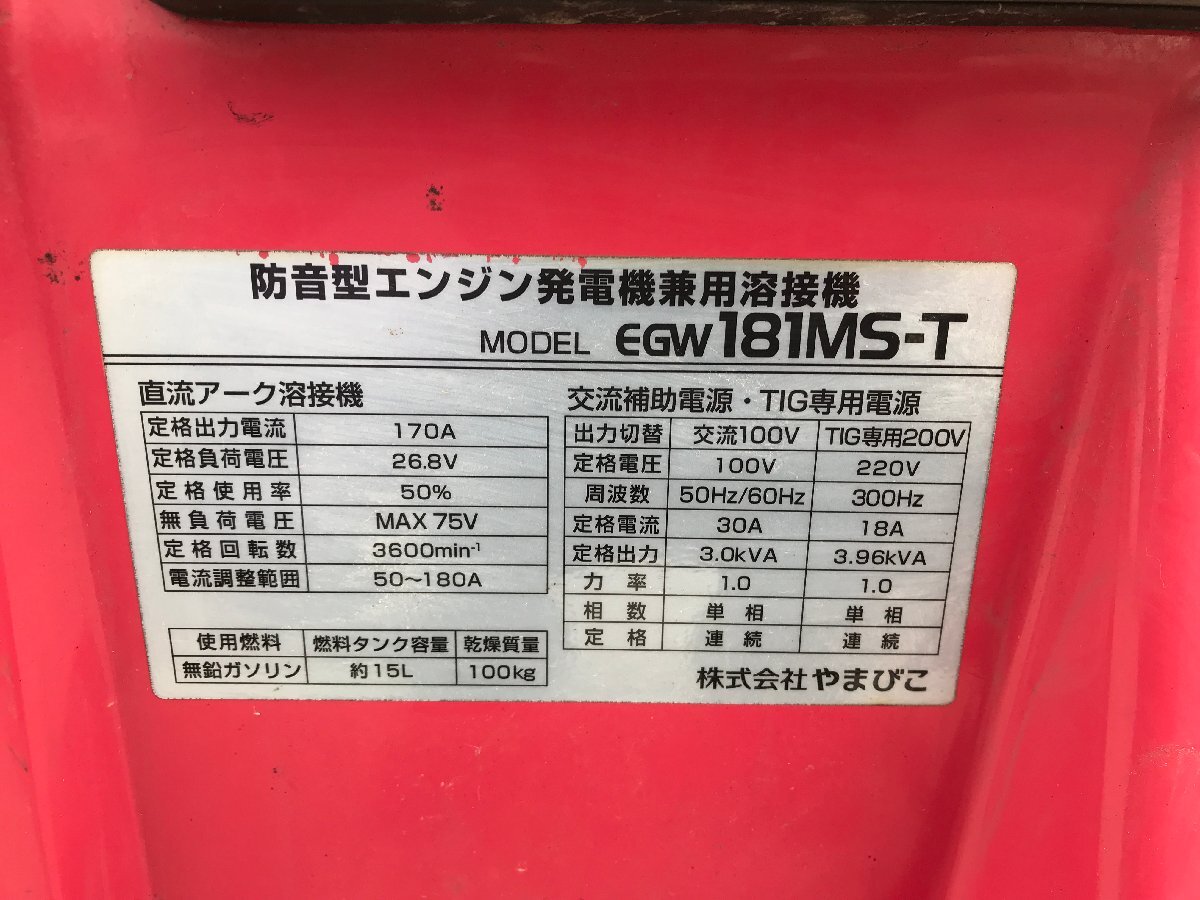 防音型エンジン発電機兼用溶接機
MODEL EGW181MS-T
直流アーク溶接機
定格出力電流 170A
定格負荷電圧 26.8V
定格使用率 50%
無負荷電圧 MAX 75V
定格回転数 3600min⁻¹
電流調整範囲 50～180A
使用燃料 燃料タンク容量 乾燥質量
無鉛ガソリン 約15L 100kg
交流補助電源・TIG専用電源
出力切替 交流100V TIG専用200V
定格電圧 100V 220V
周波数 50Hz/60Hz 300Hz
定格電流 30A 18A
定格出力 3.0kVA 3.96kVA
力率 1.0 1.0
相数 単相 単相
定格 連続 連続
株式会社やまびこ